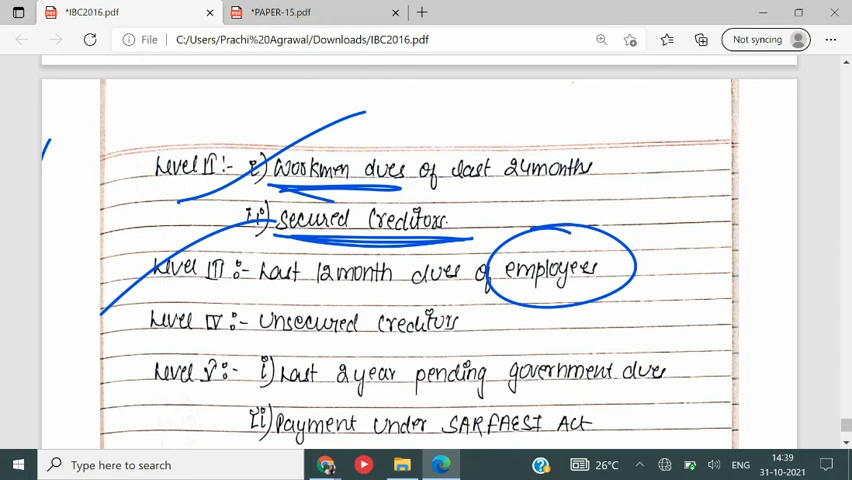 *IBC2016.pdf
*PAPER-15.pdf
File C:/Users/Prachi%20Agrawal/Downloads/IBC2016.pdf
Not syncing
Level II :- i) Workmen dues of last 24months
ii) Secured Creditors.
Level III :- Last 12month dues of employees
Level IV :- Unsecured Creditors
Level V :- i) Last 2year pending government dues
ii) Payment under SARFAESI Act
Type here to search
26°C
ENG
14:39
31-10-2021